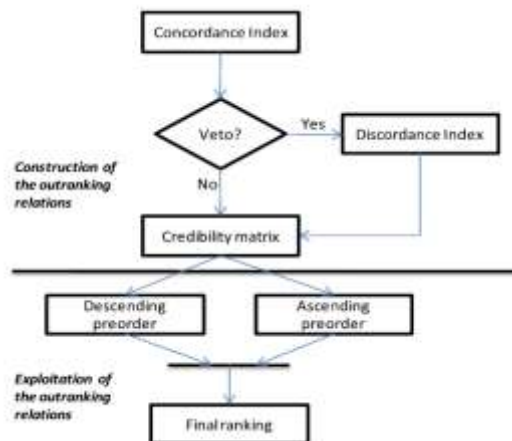 Concordance Index
Veto?
Yes
Discordance Index
Construction of
the outranking
relations
No
Credibility matrix
Descending
preorder
Ascending
preorder
Exploitation of
the outranking
relations
Final ranking